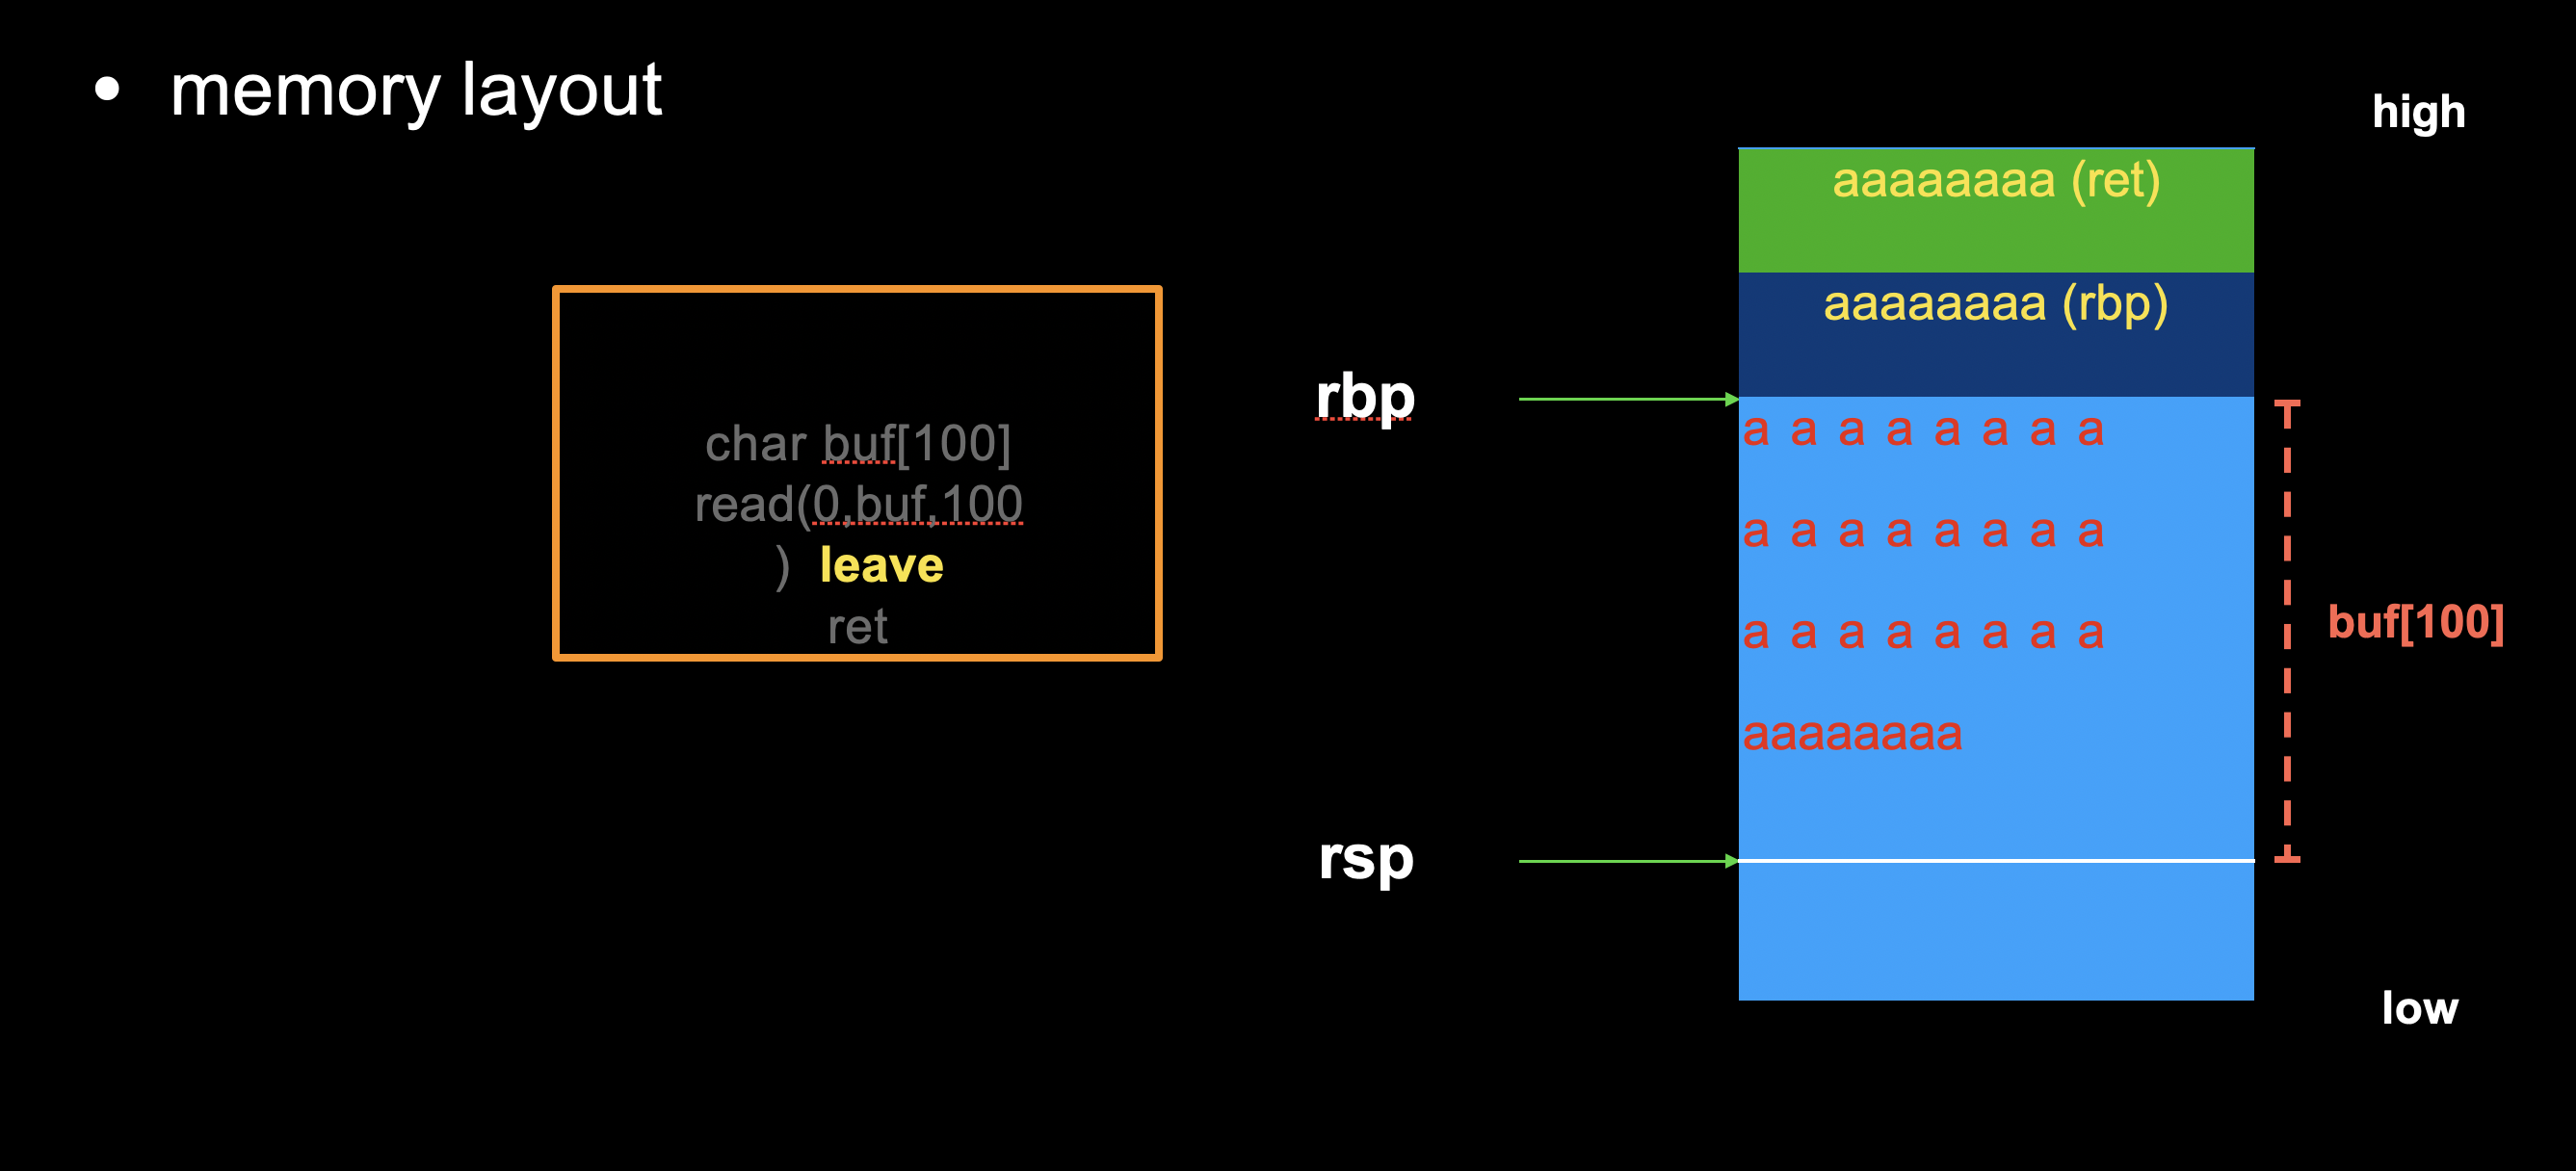 • memory layout
char buf[100]
read(0,buf,100
) leave
ret
rbp
rsp
high
aaaaaaaa (ret)
aaaaaaaa (rbp)
a a a a a a a a
a a a a a a a a
a a a a a a a a
aaaaaaaa
buf[100]
low